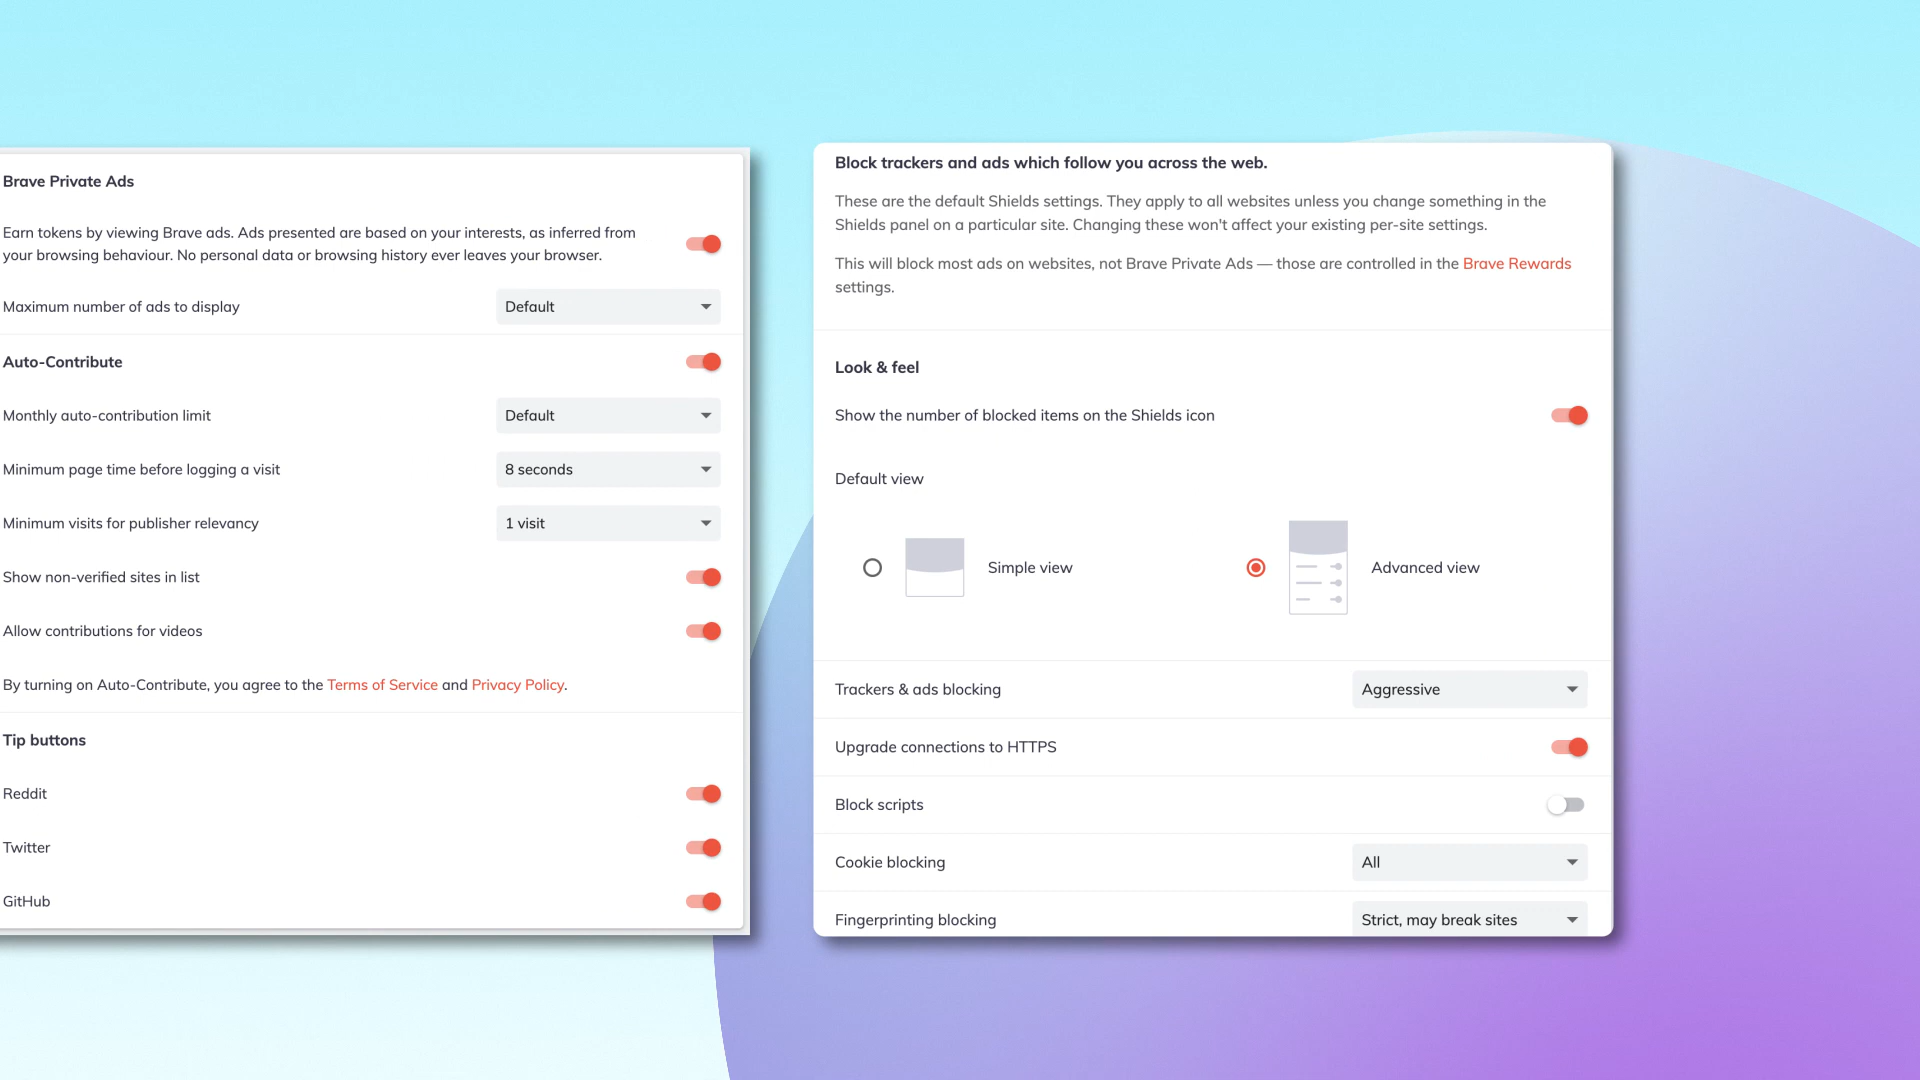 Brave Private Ads
Earn tokens by viewing Brave ads. Ads presented are based on your interests, as inferred from
your browsing behaviour. No personal data or browsing history ever leaves your browser.
Maximum number of ads to display
Default
Auto-Contribute
Monthly auto-contribution limit
Default
Minimum page time before logging a visit
8 seconds
Minimum visits for publisher relevancy
1 visit
Show non-verified sites in list
Allow contributions for videos
By turning on Auto-Contribute, you agree to the Terms of Service and Privacy Policy.
Tip buttons
Reddit
Twitter
GitHub
Block trackers and ads which follow you across the web.
These are the default Shields settings. They apply to all websites unless you change something in the
Shields panel on a particular site. Changing these won't affect your existing per-site settings.
This will block most ads on websites, not Brave Private Ads — those are controlled in the Brave Rewards
settings.
Look & feel
Show the number of blocked items on the Shields icon
Default view
Simple view
Advanced view
Trackers & ads blocking
Aggressive
Upgrade connections to HTTPS
Block scripts
Cookie blocking
All
Fingerprinting blocking
Strict, may break sites